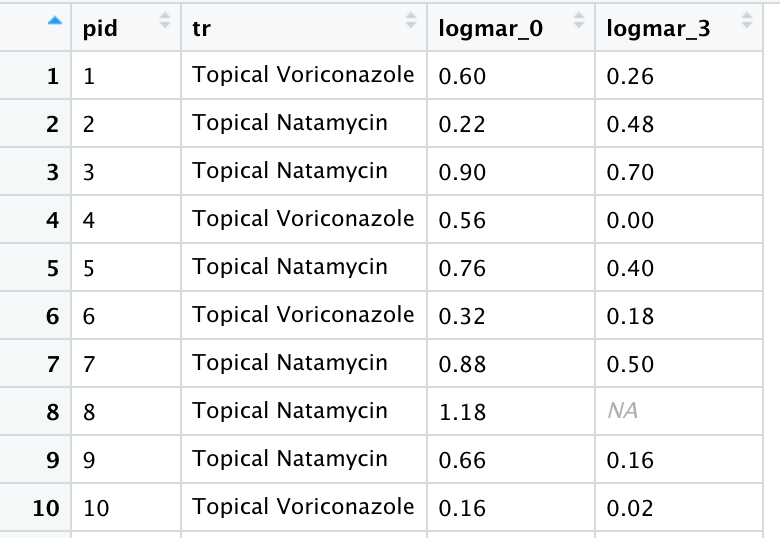 pid tr logmar_0 logmar_3
1 1 Topical Voriconazole 0.60 0.26
2 2 Topical Natamycin 0.22 0.48
3 3 Topical Natamycin 0.90 0.70
4 4 Topical Voriconazole 0.56 0.00
5 5 Topical Natamycin 0.76 0.40
6 6 Topical Voriconazole 0.32 0.18
7 7 Topical Natamycin 0.88 0.50
8 8 Topical Natamycin 1.18 NA
9 9 Topical Natamycin 0.66 0.16
10 10 Topical Voriconazole 0.16 0.02